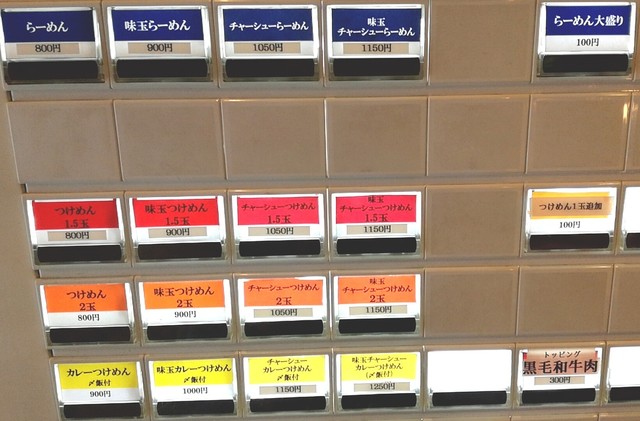 らーめん
800円
味玉らーめん
900円
チャーシューらーめん
1050円
味玉
チャーシューらーめん
1150円
らーめん大盛り
100円
つけめん
1.5玉
800円
味玉つけめん
1.5玉
900円
チャーシューつけめん
1.5玉
1050円
味玉
チャーシューつけめん
1.5玉
1150円
つけめん1玉追加
100円
つけめん
2玉
800円
味玉つけめん
2玉
900円
チャーシューつけめん
2玉
1050円
味玉
チャーシューつけめん
2玉
1150円
カレーつけめん
〆飯付
900円
味玉カレーつけめん
〆飯付
1000円
チャーシュー
カレーつけめん
〆飯付
1150円
味玉チャーシュー
カレーつけめん
(〆飯付)
1250円
トッピング
黒毛和牛肉
300円